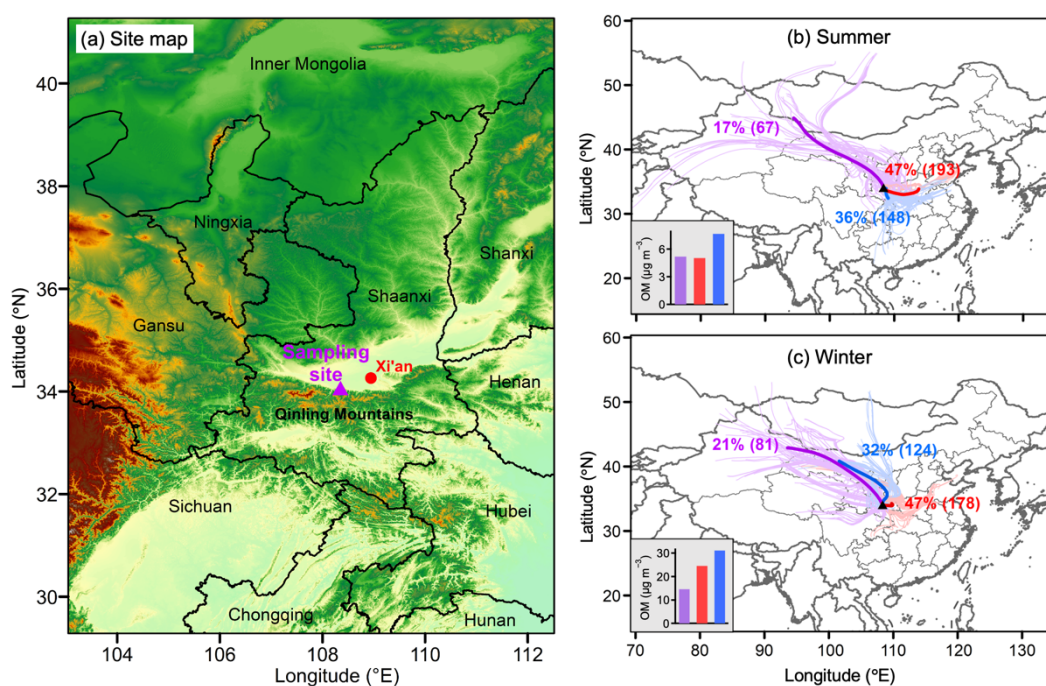 (a) Site map
Inner Mongolia
Ningxia
Shanxi
Shaanxi
Gansu
Sampling
site
Xi'an
Henan
Qinling Mountains
Sichuan
Hubei
Chongqing
Hunan
40
38
36
34
32
30
Latitude (°N)
104
106
108
110
112
Longitude (°E)
(b) Summer
60
50
40
30
20
Latitude (°N)
17% (67)
47% (193)
36% (148)
OM (μg m⁻³)
6
3
0
(c) Winter
60
50
40
30
20
Latitude (°N)
21% (81)
32% (124)
47% (178)
OM (μg m⁻³)
30
20
10
0
70
80
90
100
110
120
130
Longitude (°E)